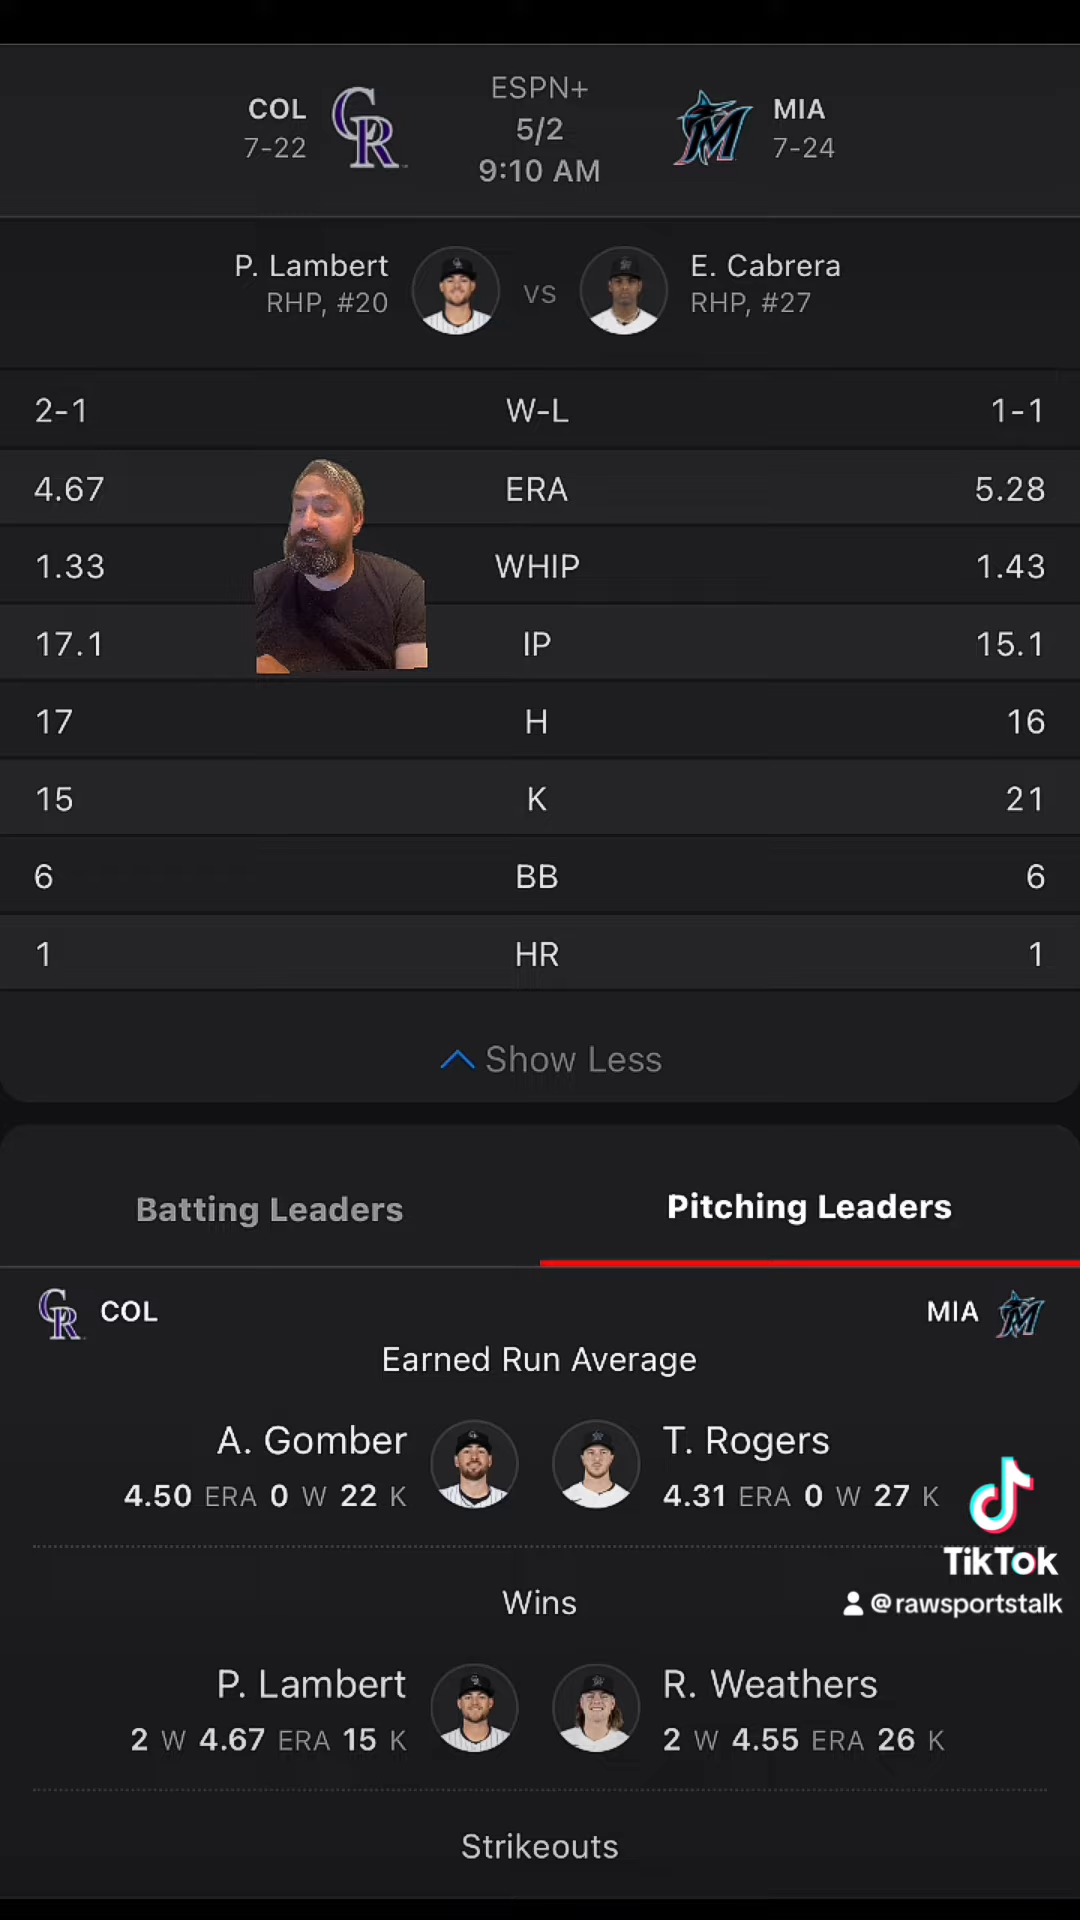 COL
7-22
ESPN+
5/2
9:10 AM
MIA
7-24
P. Lambert
RHP, #20
vs
E. Cabrera
RHP, #27
2-1 W-L 1-1
4.67 ERA 5.28
1.33 WHIP 1.43
17.1 IP 15.1
17 H 16
15 K 21
6 BB 6
1 HR 1
Show Less
Batting Leaders Pitching Leaders
COL MIA
Earned Run Average
A. Gomber T. Rogers
4.50 ERA 0 W 22 K 4.31 ERA 0 W 27 K
TikTok
@rawsportstalk
Wins
P. Lambert R. Weathers
2 W 4.67 ERA 15 K 2 W 4.55 ERA 26 K
Strikeouts